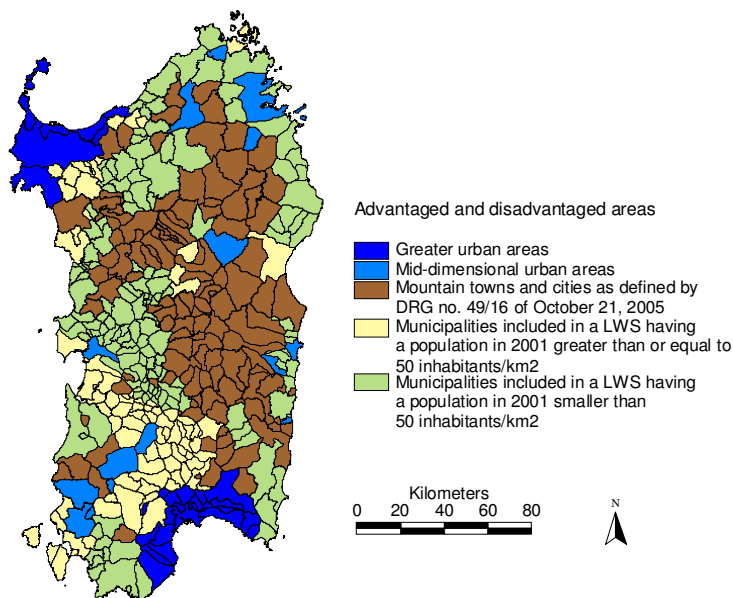 Advantaged and disadvantaged areas
Greater urban areas
Mid-dimensional urban areas
Mountain towns and cities as defined by
DRG no. 49/16 of October 21, 2005
Municipalities included in a LWS having
a population in 2001 greater than or equal to
50 inhabitants/km2
Municipalities included in a LWS having
a population in 2001 smaller than
50 inhabitants/km2
Kilometers
0 20 40 60 80
N